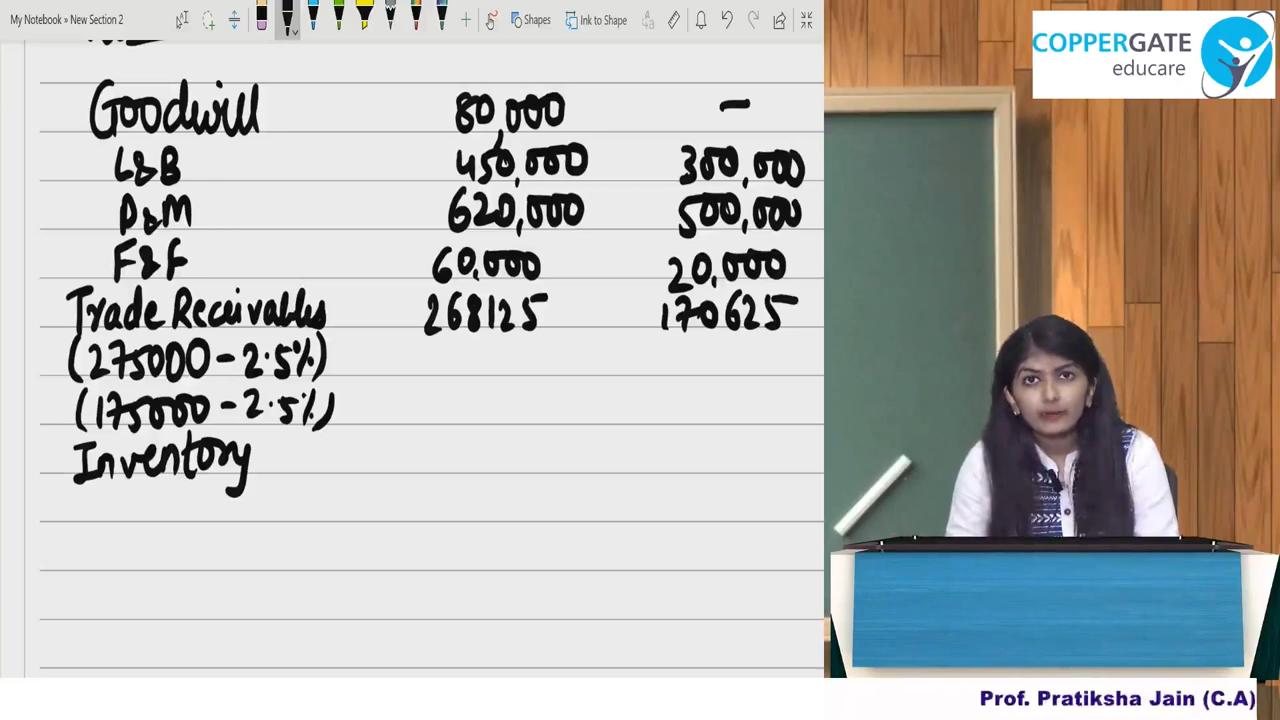 My Notebook » New Section 2
Shapes
Ink to Shape
COPPERGATE
educare
Goodwill 80,000 –
L&B 450,000 300,000
P&M 620,000 500,000
F&F 60,000 20,000
Trade Receivables 268125 170625
(275000 - 2.5%)
(175000 - 2.5%)
Inventory
Prof. Pratiksha Jain (C.A)